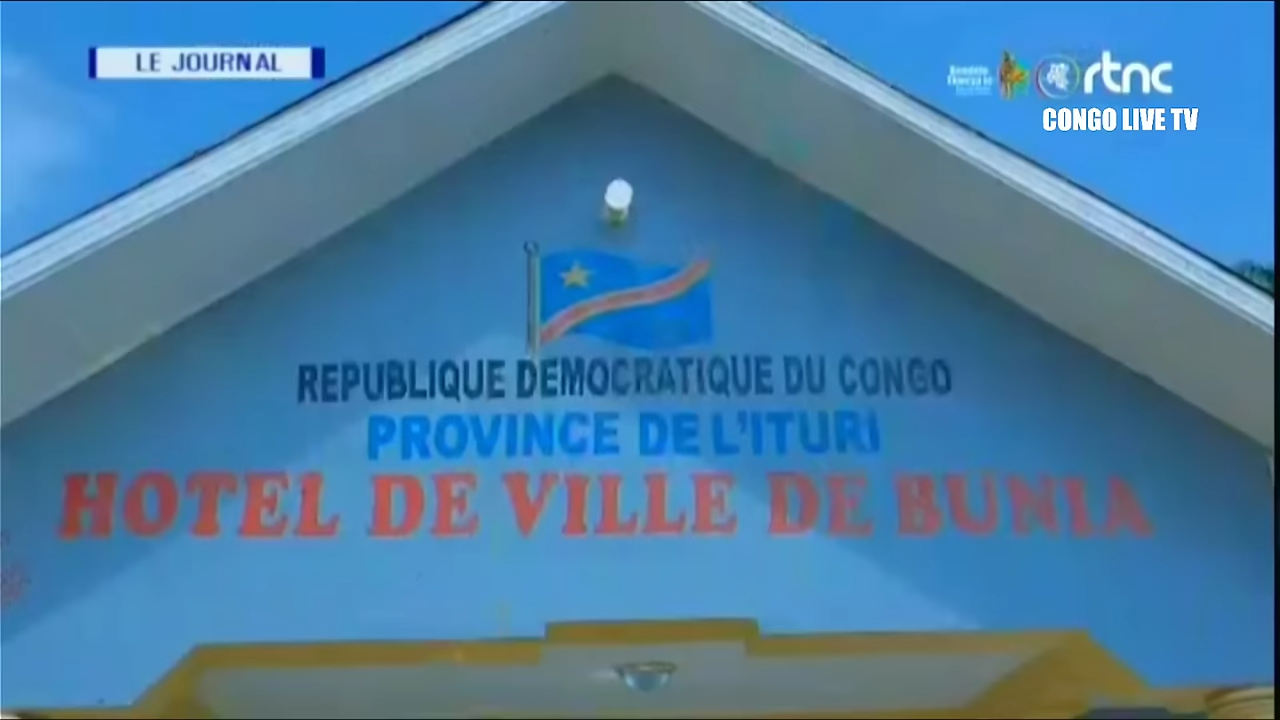 LE JOURNAL
rtnc
CONGO LIVE TV
REPUBLIQUE DEMOCRATIQUE DU CONGO
PROVINCE DE L'ITURI
HOTEL DE VILLE DE BUNIA